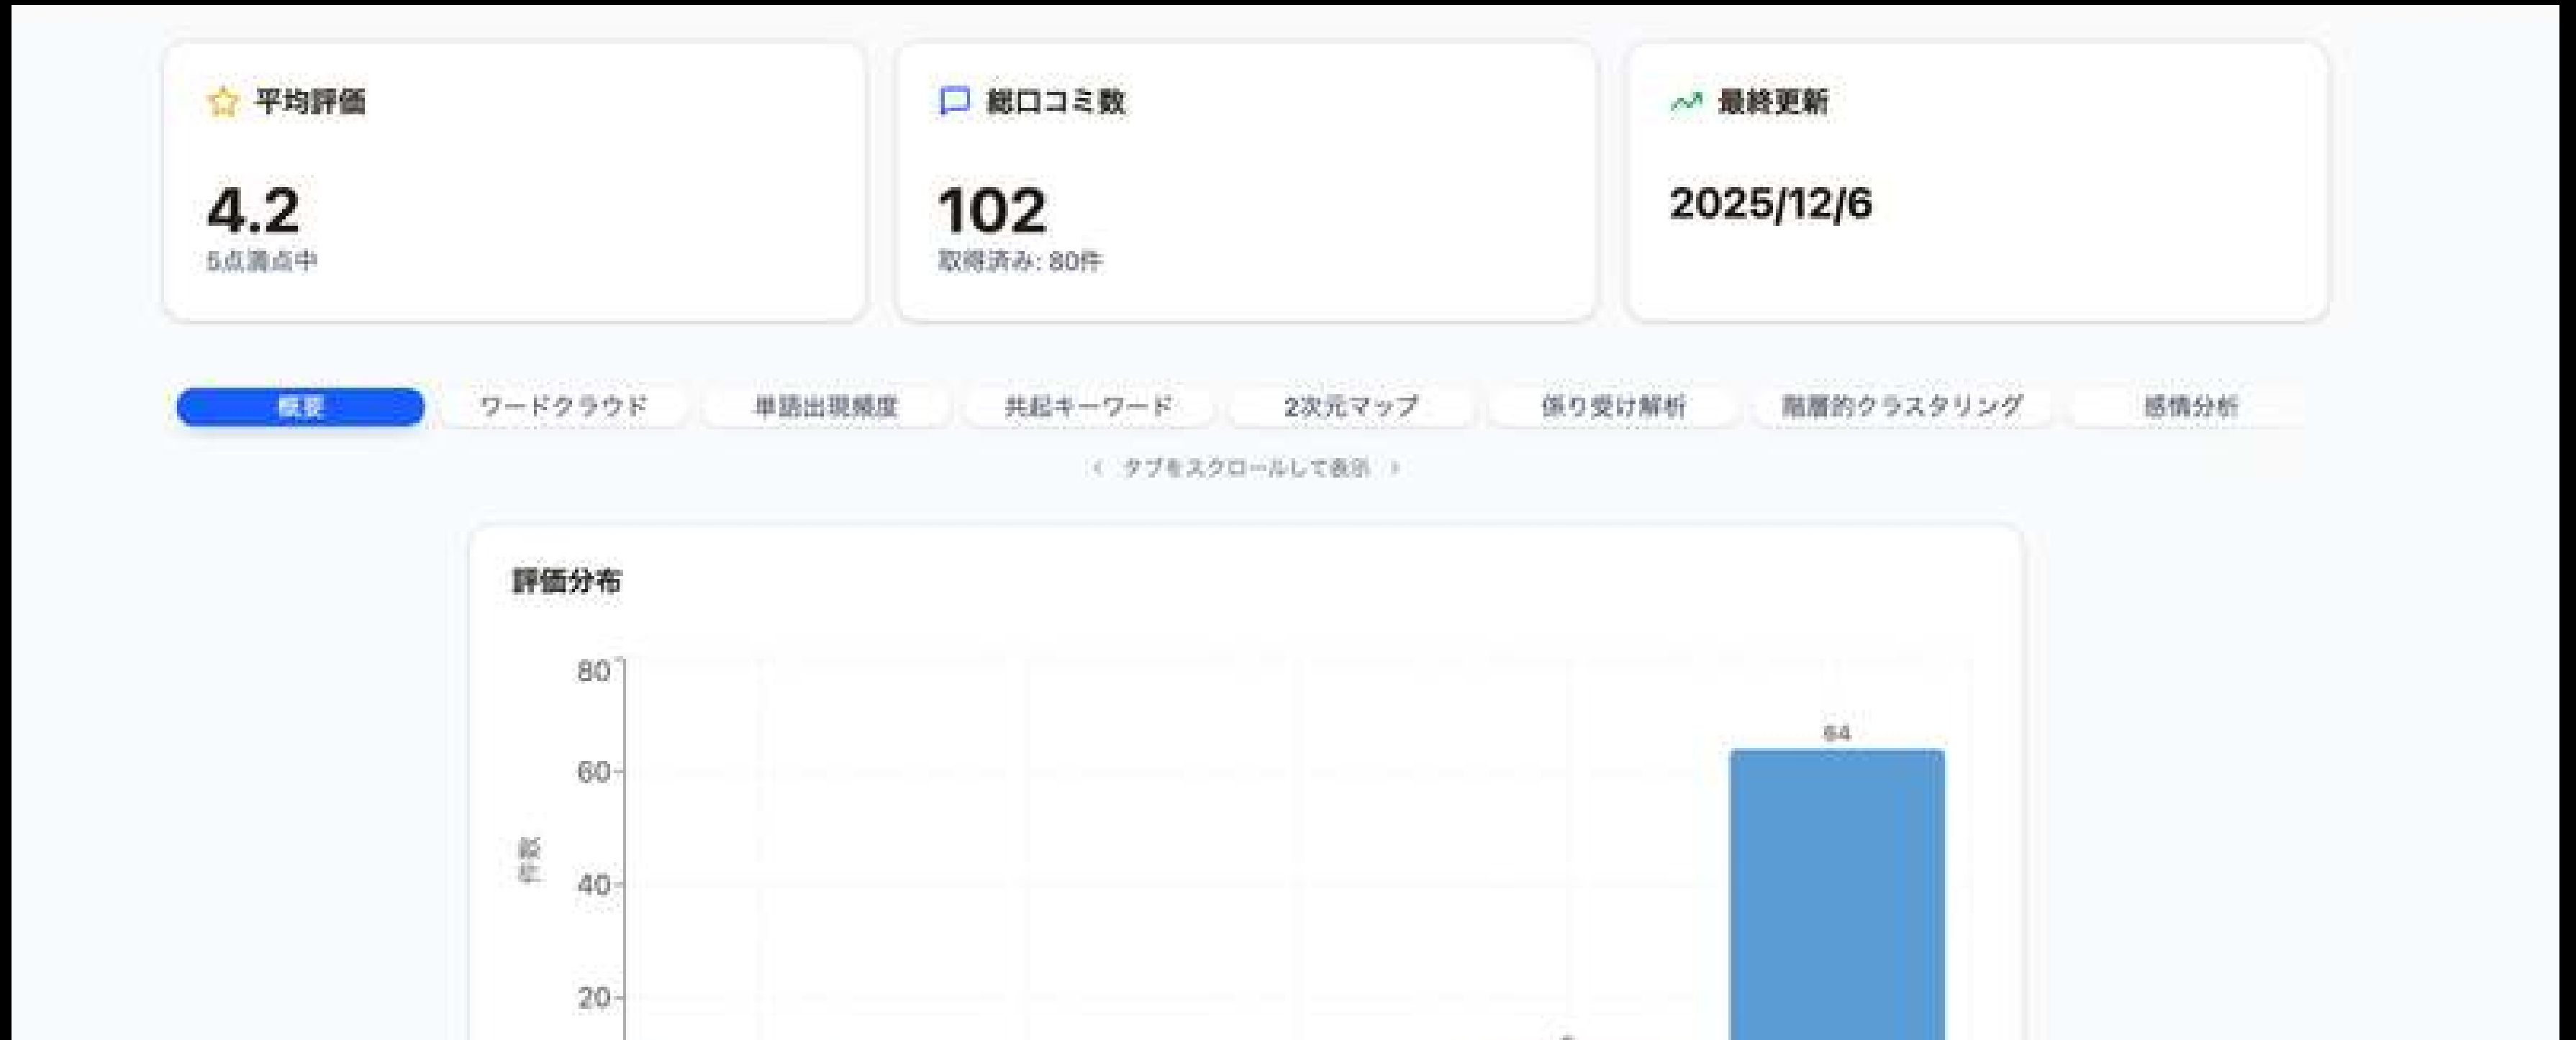 平均評価
4.2
5点満点中
総口コミ数
102
取得済み: 80件
最終更新
2025/12/6
概要 ワードクラウド 単語出現頻度 共起キーワード 2次元マップ 係り受け解析 階層的クラスタリング 感情分析
‹ タブをスクロールして表示 ›
評価分布
80
64
60
件数
40
20